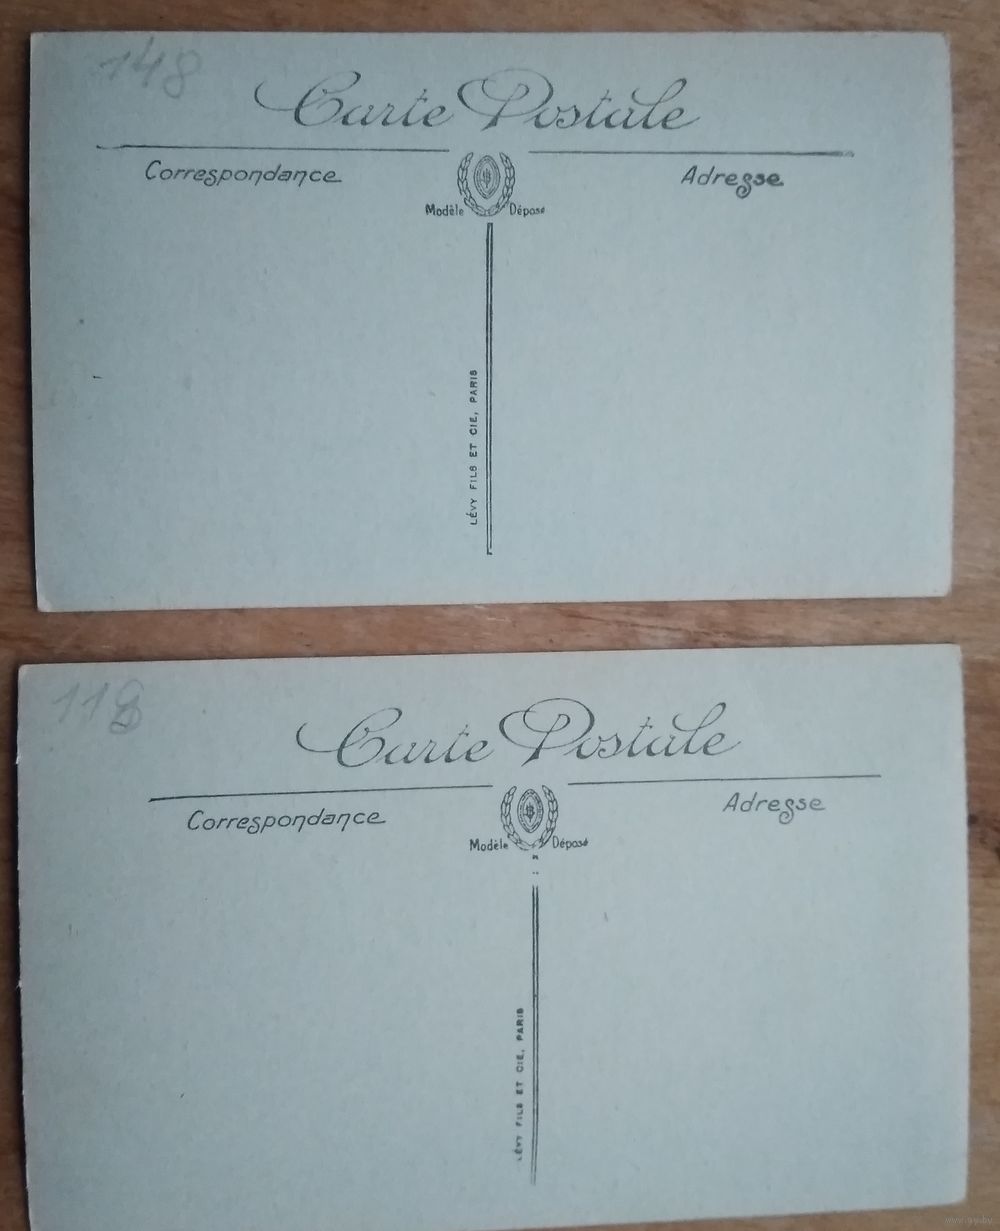 148
Carte Postale
Correspondance
Adresse
Modèle Déposé
LÉVY FILS ET CIE, PARIS
118
Carte Postale
Correspondance
Adresse
Modèle Déposé
LÉVY FILS ET CIE, PARIS